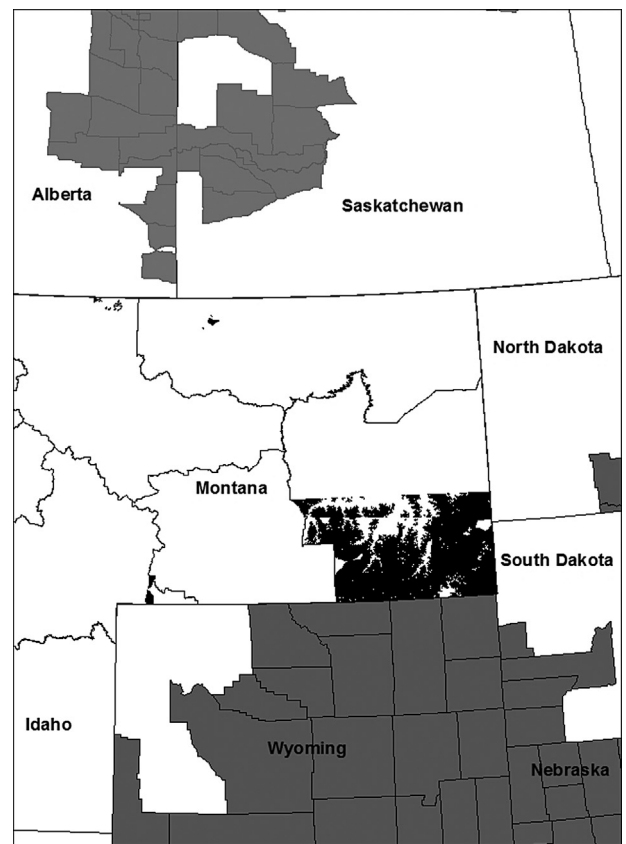 Alberta
Saskatchewan
North Dakota
Montana
South Dakota
Idaho
Wyoming
Nebraska